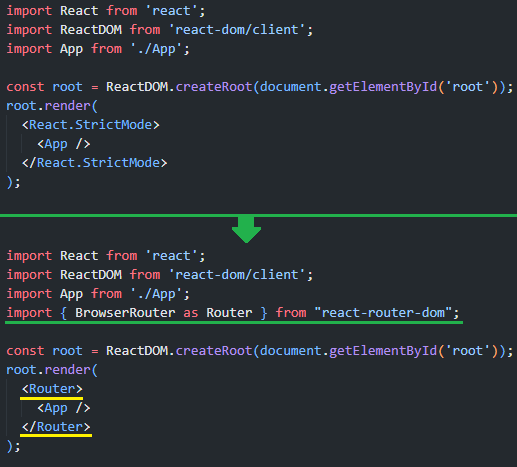 import React from 'react';
import ReactDOM from 'react-dom/client';
import App from './App';
const root = ReactDOM.createRoot(document.getElementById('root'));
root.render(
<React.StrictMode>
<App />
</React.StrictMode>
);
import React from 'react';
import ReactDOM from 'react-dom/client';
import App from './App';
import { BrowserRouter as Router } from "react-router-dom";
const root = ReactDOM.createRoot(document.getElementById('root'));
root.render(
<Router>
<App />
</Router>
);